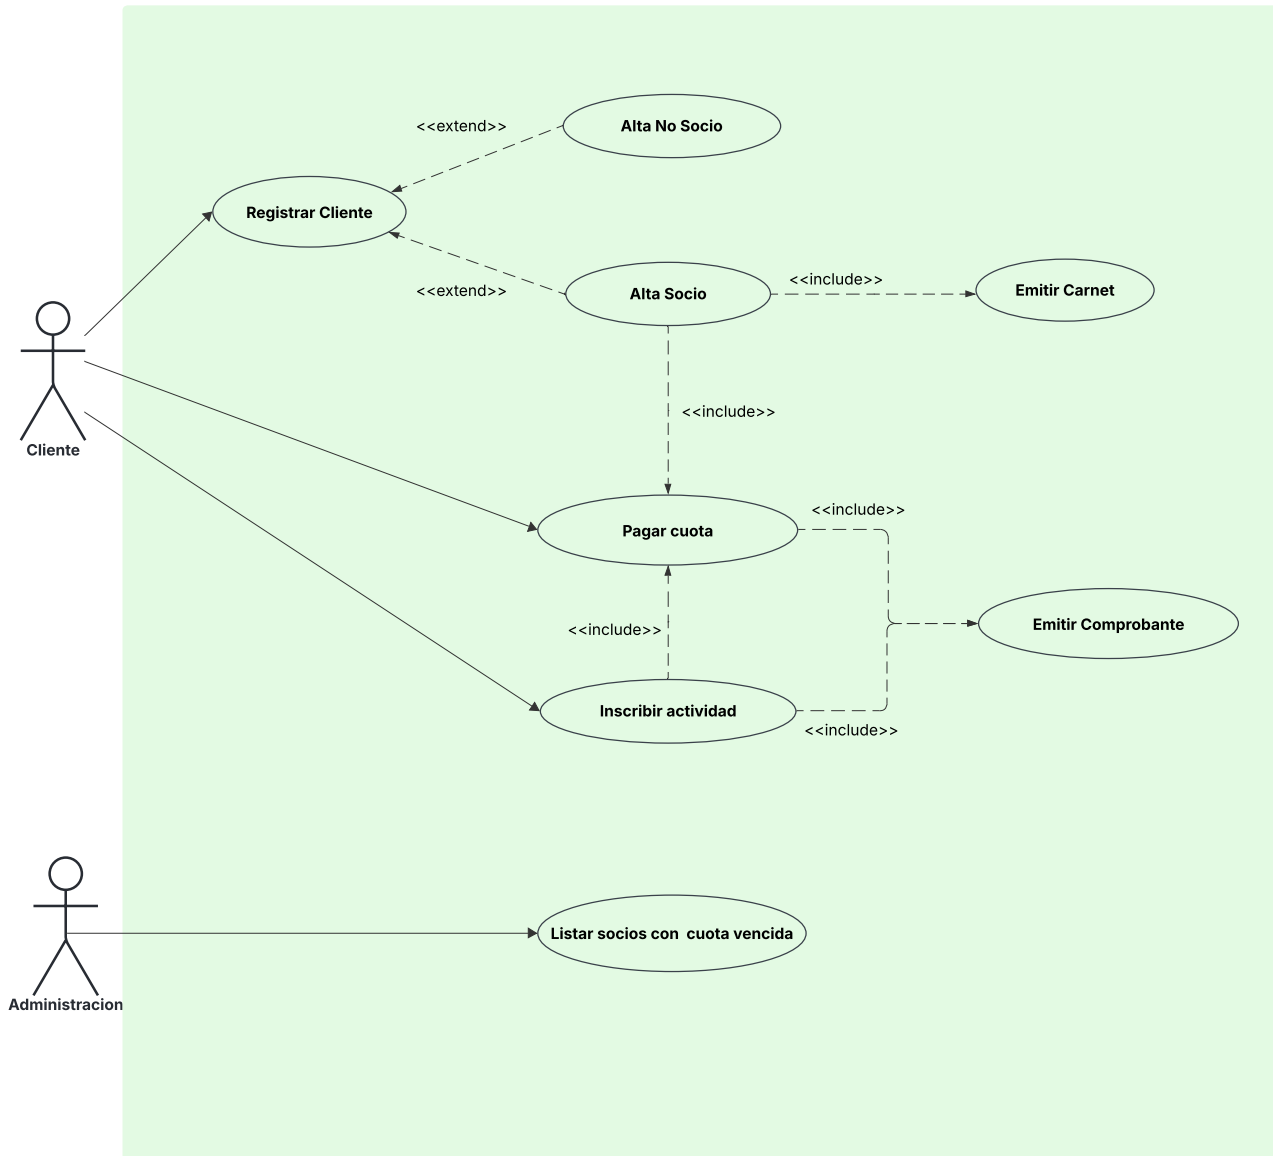 Alta No Socio
<<extend>>
Registrar Cliente
<<extend>>
Alta Socio
<<include>>
Emitir Carnet
<<include>>
Cliente
<<include>>
Pagar cuota
<<include>>
Emitir Comprobante
Inscribir actividad
<<include>>
Listar socios con  cuota vencida
Administracion